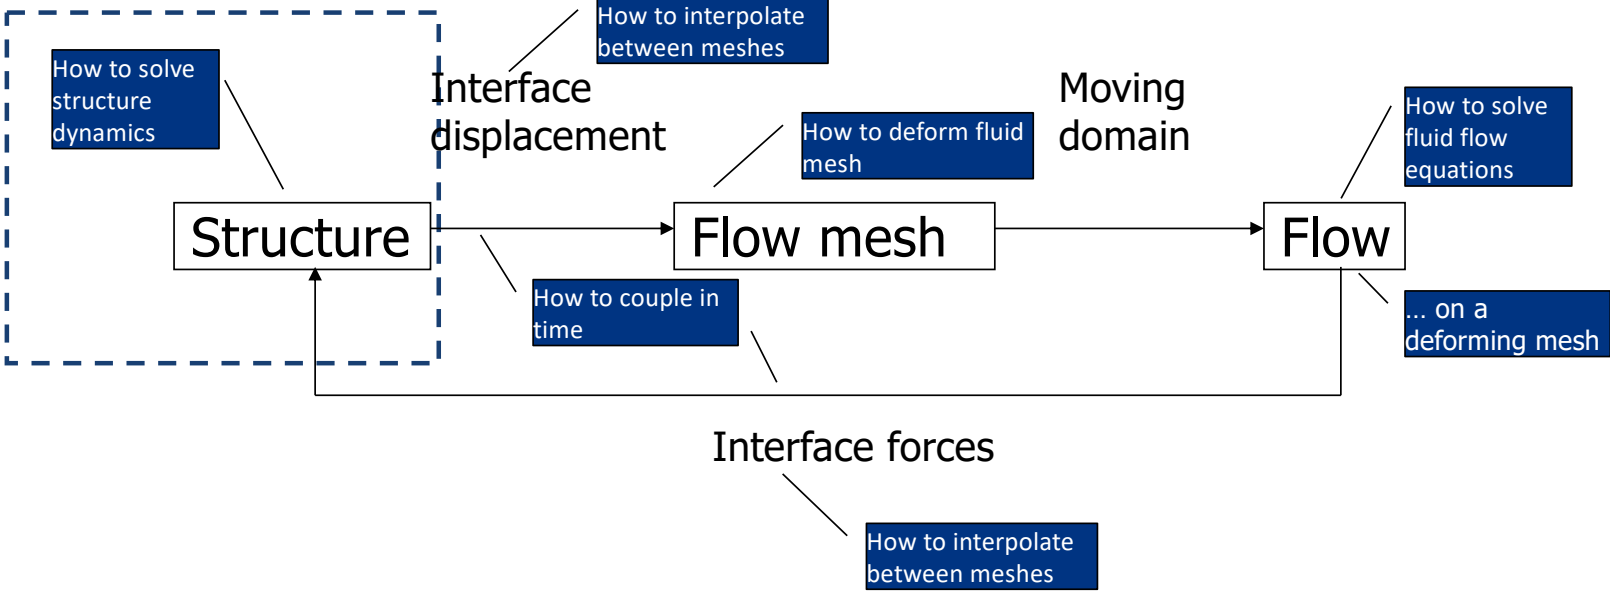 How to interpolate
between meshes
How to solve
structure
dynamics
Interface
displacement
Moving
domain
How to solve
fluid flow
equations
How to deform fluid
mesh
Structure
Flow mesh
Flow
How to couple in
time
... on a
deforming mesh
Interface forces
How to interpolate
between meshes